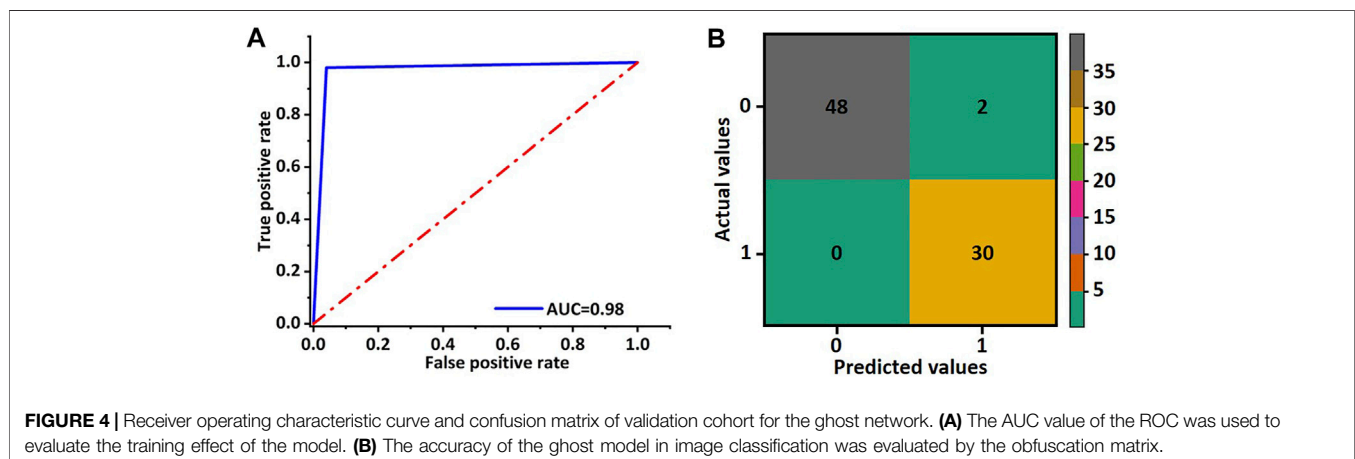 A
1.0
0.8
0.6
0.4
0.2
0.0
True positive rate
AUC=0.98
0.0 0.2 0.4 0.6 0.8 1.0
False positive rate
B
Actual values
0
48 2
1
0 30
0 1
Predicted values
35
30
25
20
15
10
5
FIGURE 4 | Receiver operating characteristic curve and confusion matrix of validation cohort for the ghost network. (A) The AUC value of the ROC was used to
evaluate the training effect of the model. (B) The accuracy of the ghost model in image classification was evaluated by the obfuscation matrix.